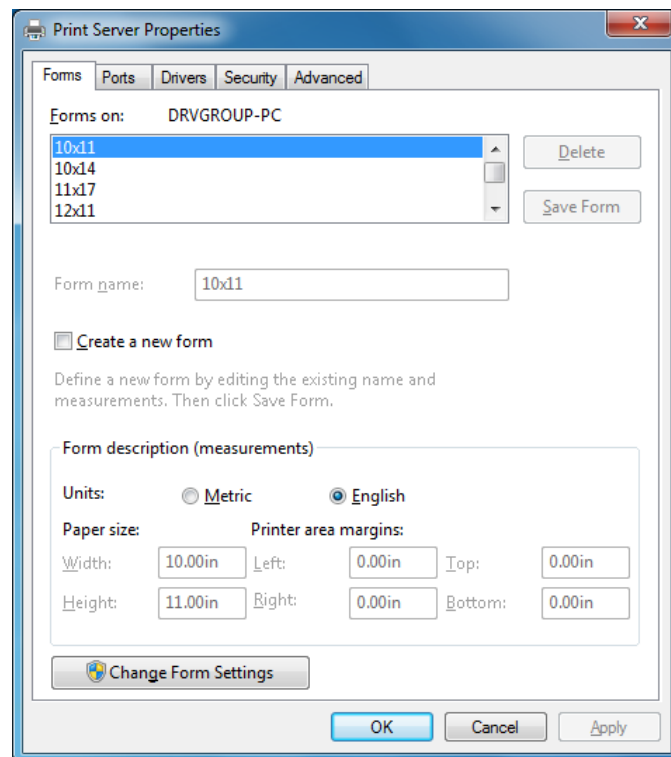 Print Server Properties
Forms Ports Drivers Security Advanced
Forms on: DRVGROUP-PC
10x11
10x14
11x17
12x11
Delete
Save Form
Form name: 10x11
Create a new form
Define a new form by editing the existing name and
measurements. Then click Save Form.
Form description (measurements)
Units: Metric English
Paper size: Printer area margins:
Width: 10.00in Left: 0.00in Top: 0.00in
Height: 11.00in Right: 0.00in Bottom: 0.00in
Change Form Settings
OK Cancel Apply